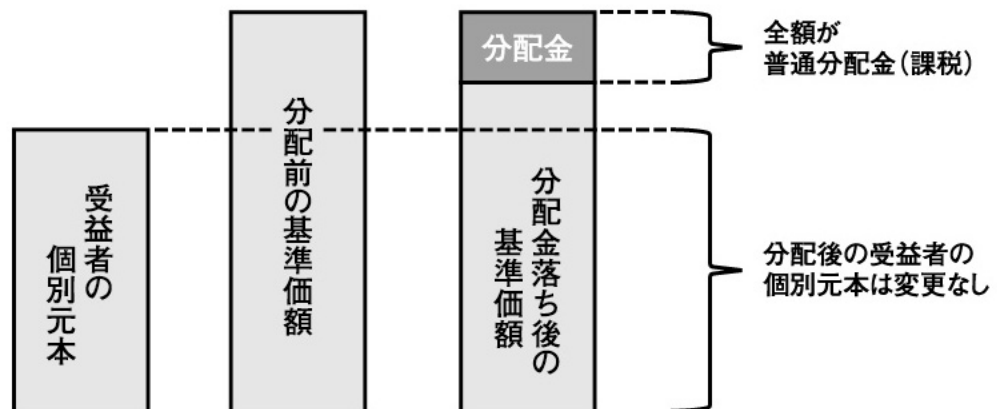 受益者の
個別元本
分配前の基準価額
分配金
分配金落ち後の
基準価額
全額が
普通分配金（課税）
分配後の受益者の
個別元本は変更なし